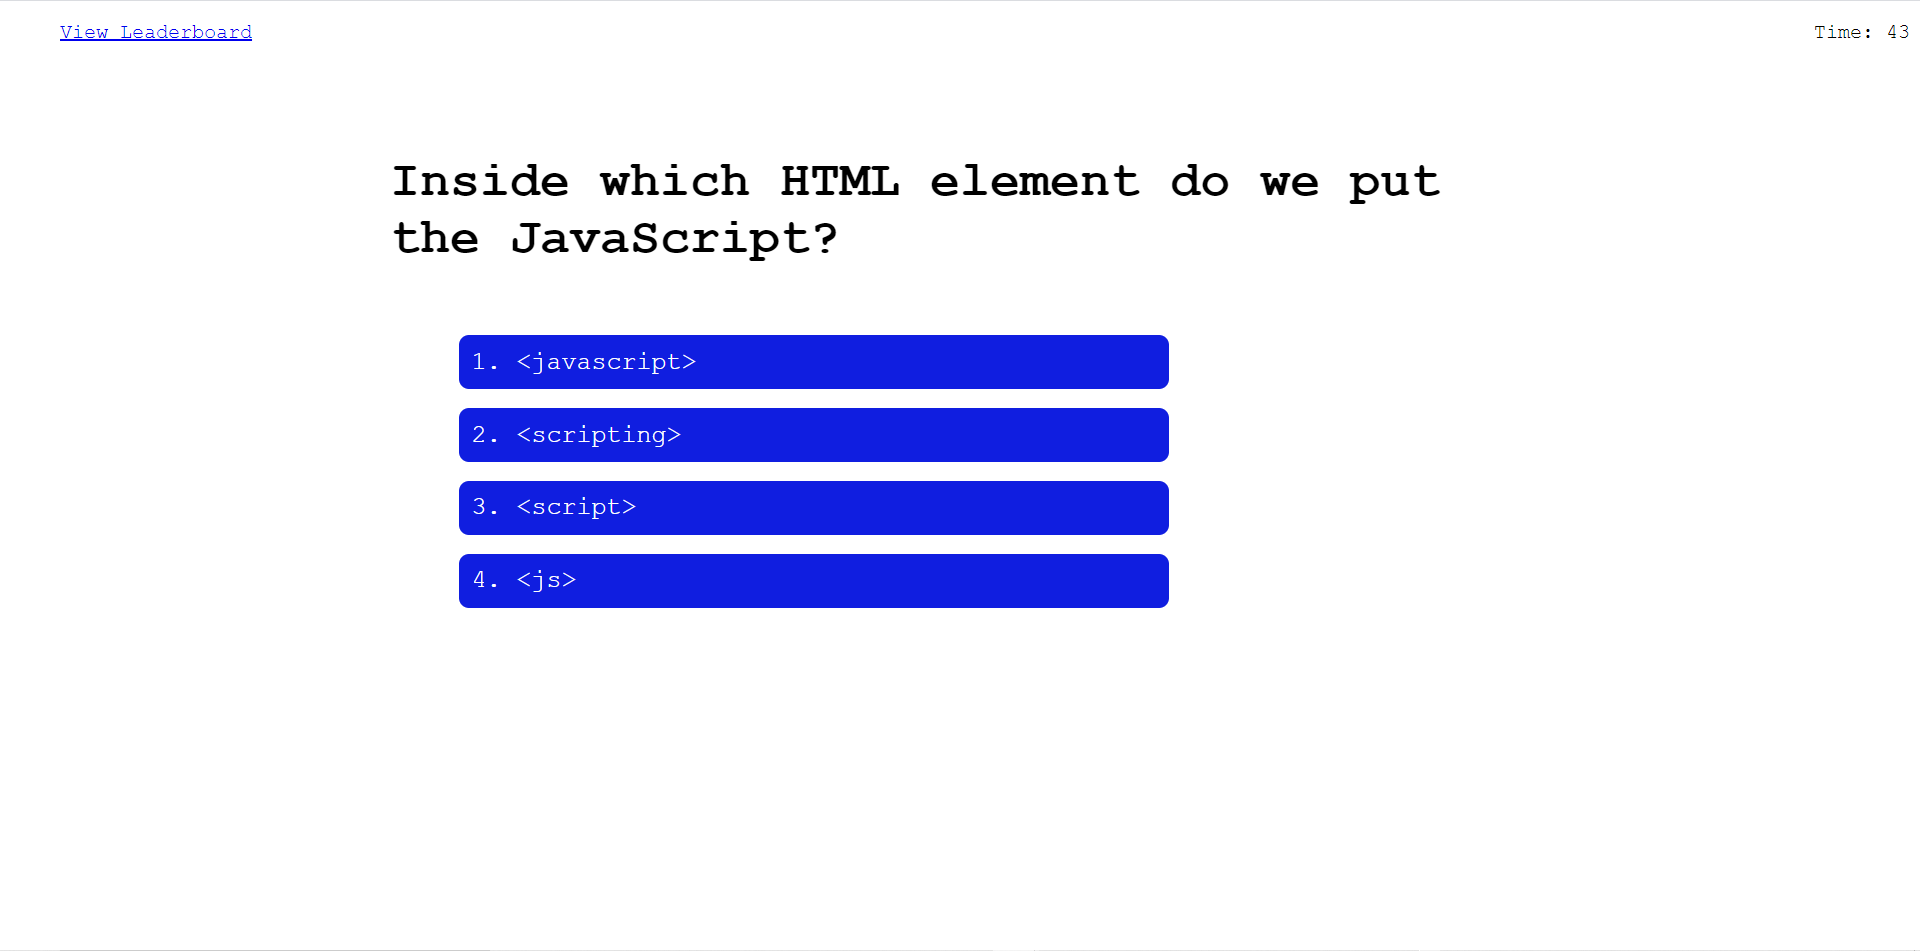 View Leaderboard
Time: 43
Inside which HTML element do we put
the JavaScript?
1. <javascript>
2. <scripting>
3. <script>
4. <js>